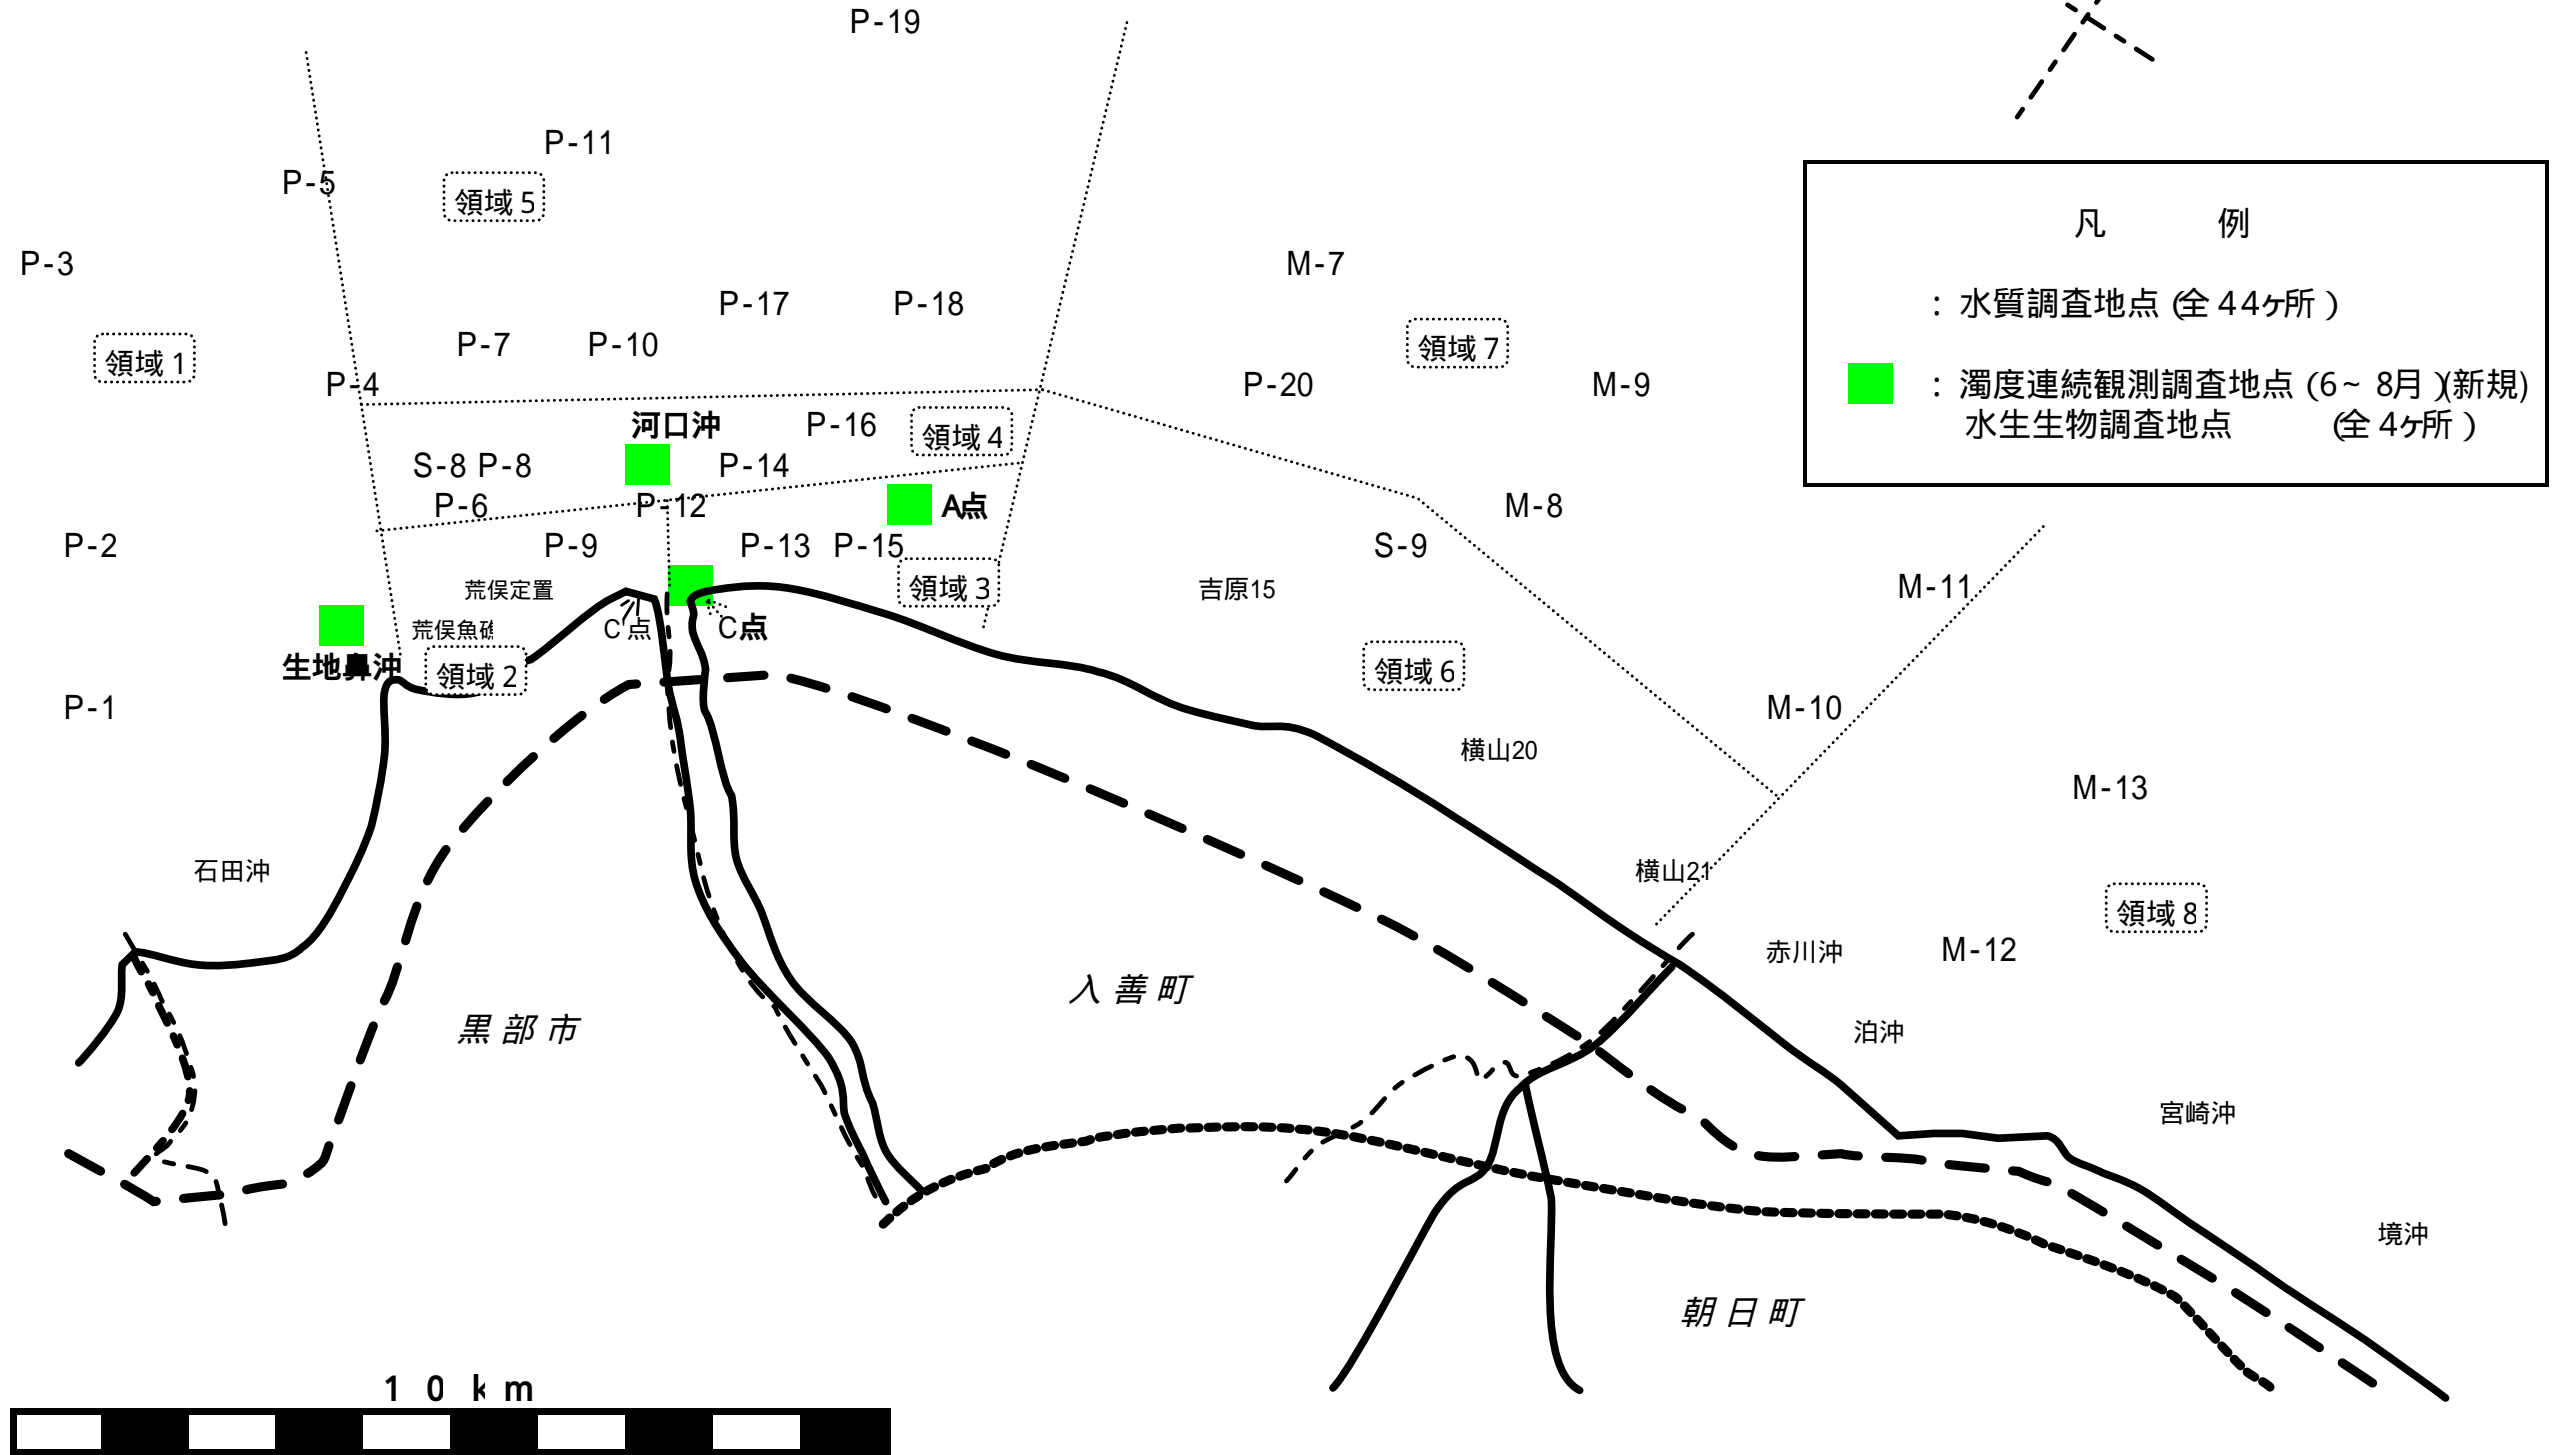 P-19
P-11
P-5
領域5
P-3
M-7
P-17
P-18
P-7
P-10
領域1
領域7
P-4
P-20
M-9
河口沖
P-16
領域4
S-8 P-8
P-14
P-6
P-12
A点
M-8
P-2
P-9
P-13
P-15
S-9
荒俣定置
領域3
吉原15
M-11
荒俣魚礁
C'点
C点
生地鼻沖
領域2
領域6
P-1
M-10
横山20
M-13
石田沖
横山21
領域8
赤川沖
M-12
入善町
黒部市
泊沖
宮崎沖
境沖
朝日町
10km
凡 例
：水質調査地点(全44ヶ所)
：濁度連続観測調査地点(6～8月)(新規)
水生生物調査地点 (全4ヶ所)